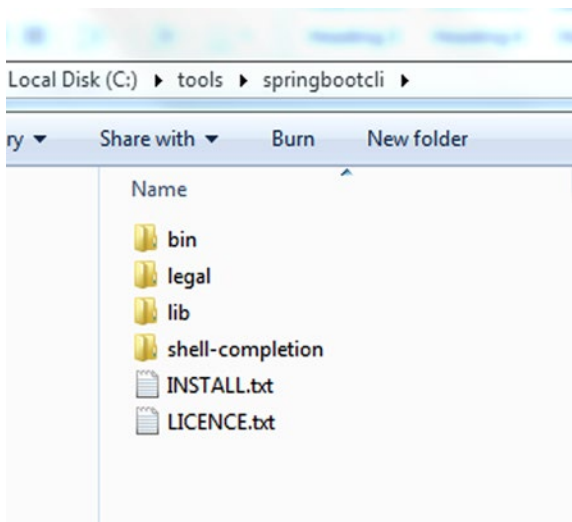 Local Disk (C:) ▸ tools ▸ springbootcli ▸
ry ▾ Share with ▾ Burn New folder
Name
bin
legal
lib
shell-completion
INSTALL.txt
LICENCE.txt